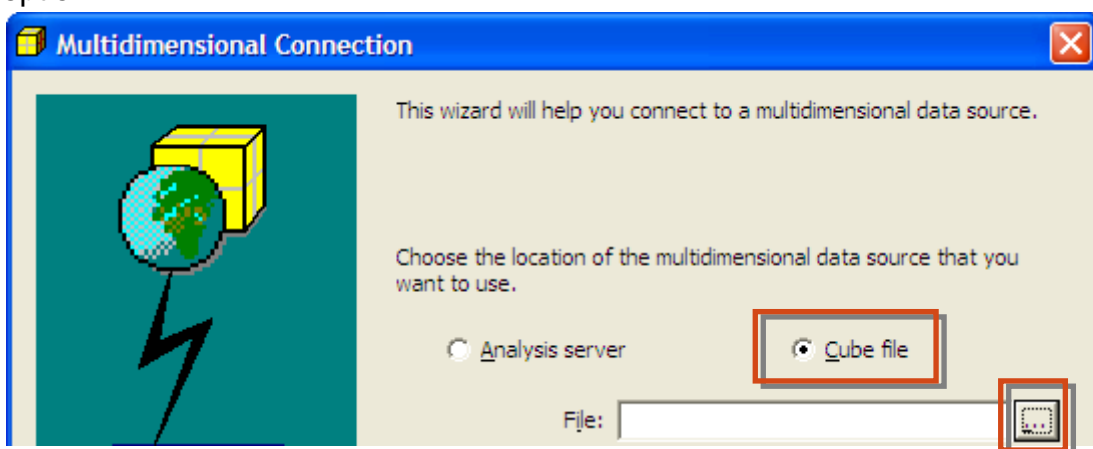 Multidimensional Connection
This wizard will help you connect to a multidimensional data source.
Choose the location of the multidimensional data source that you
want to use.
Analysis server
Cube file
File:
...